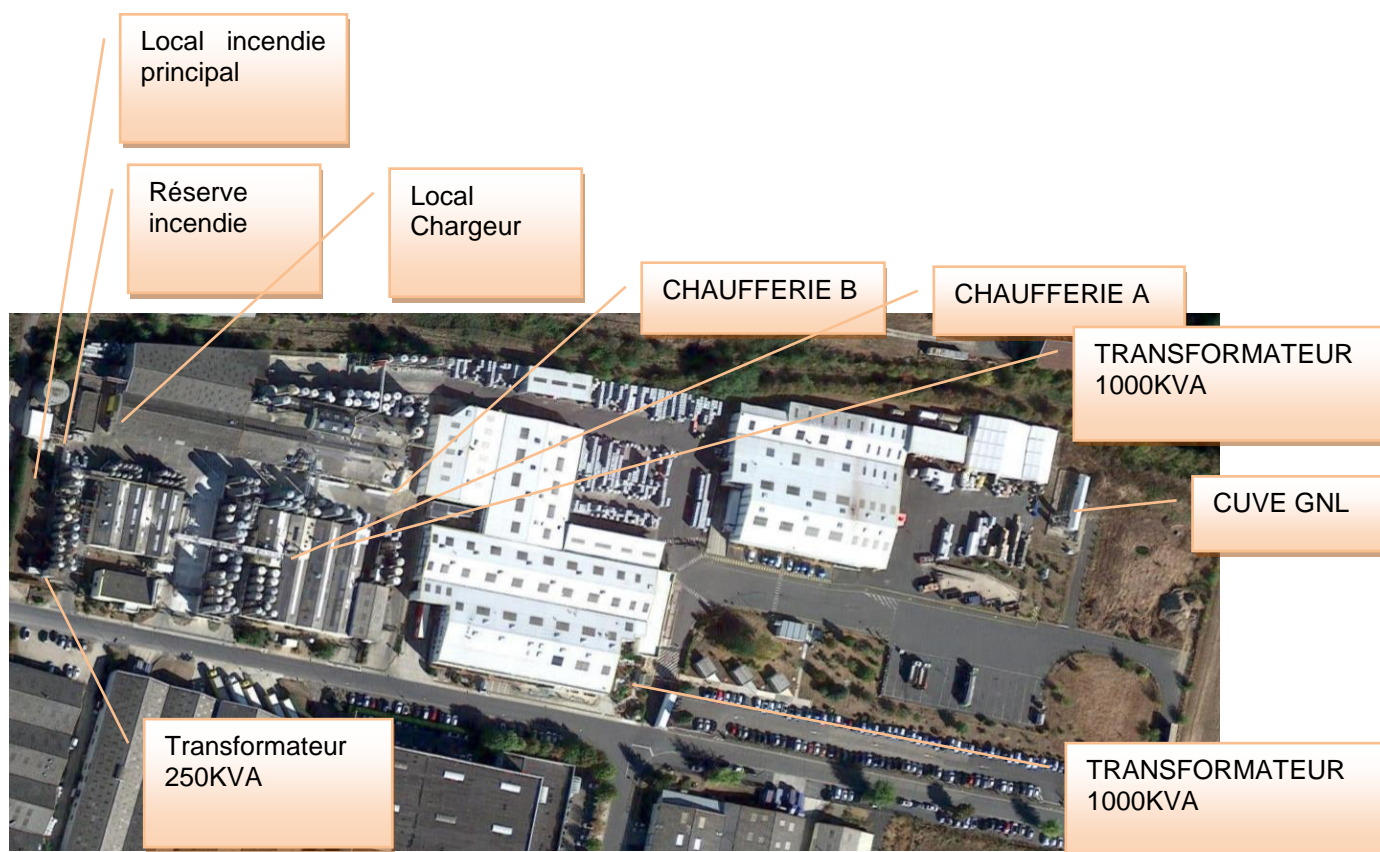 Local incendie
principal
Réserve
incendie
Local
Chargeur
CHAUFFERIE B
CHAUFFERIE A
TRANSFORMATEUR
1000KVA
CUVE GNL
Transformateur
250KVA
TRANSFORMATEUR
1000KVA